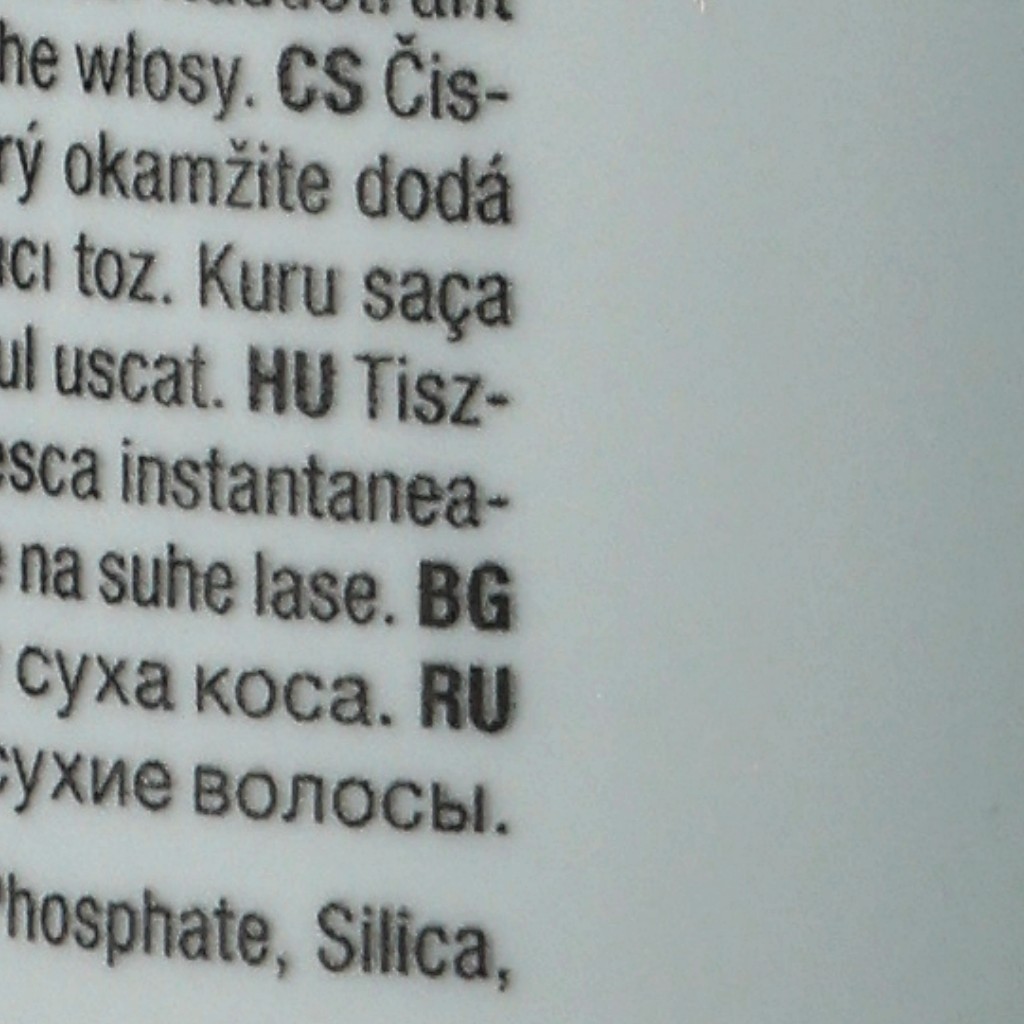 he włosy. CS Čis-
rý okamžite dodá
ıcı toz. Kuru saça
ul uscat. HU Tisz-
esca instantanea-
na suhe lase. BG
суха коса. RU
сухие волосы.
Phosphate, Silica,